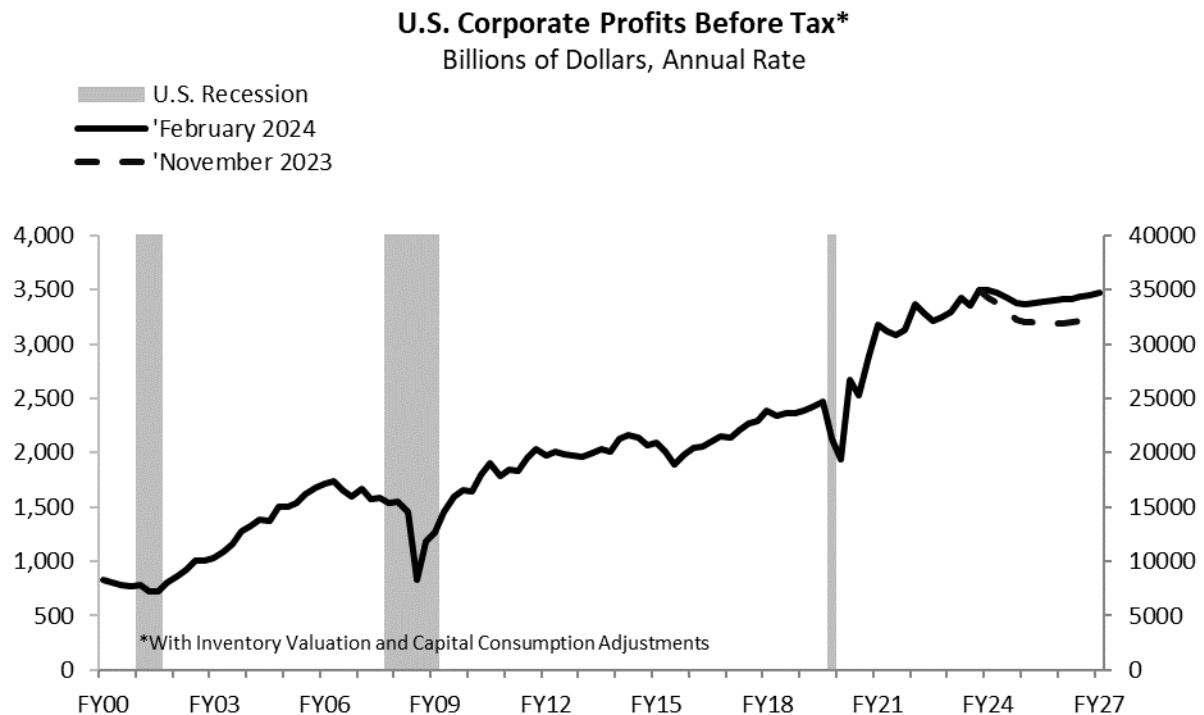 U.S. Corporate Profits Before Tax*
Billions of Dollars, Annual Rate
U.S. Recession
'February 2024
'November 2023
4,000 40000
3,500 35000
3,000 30000
2,500 25000
2,000 20000
1,500 15000
1,000 10000
500 5000
*With Inventory Valuation and Capital Consumption Adjustments
0 0
FY00 FY03 FY06 FY09 FY12 FY15 FY18 FY21 FY24 FY27